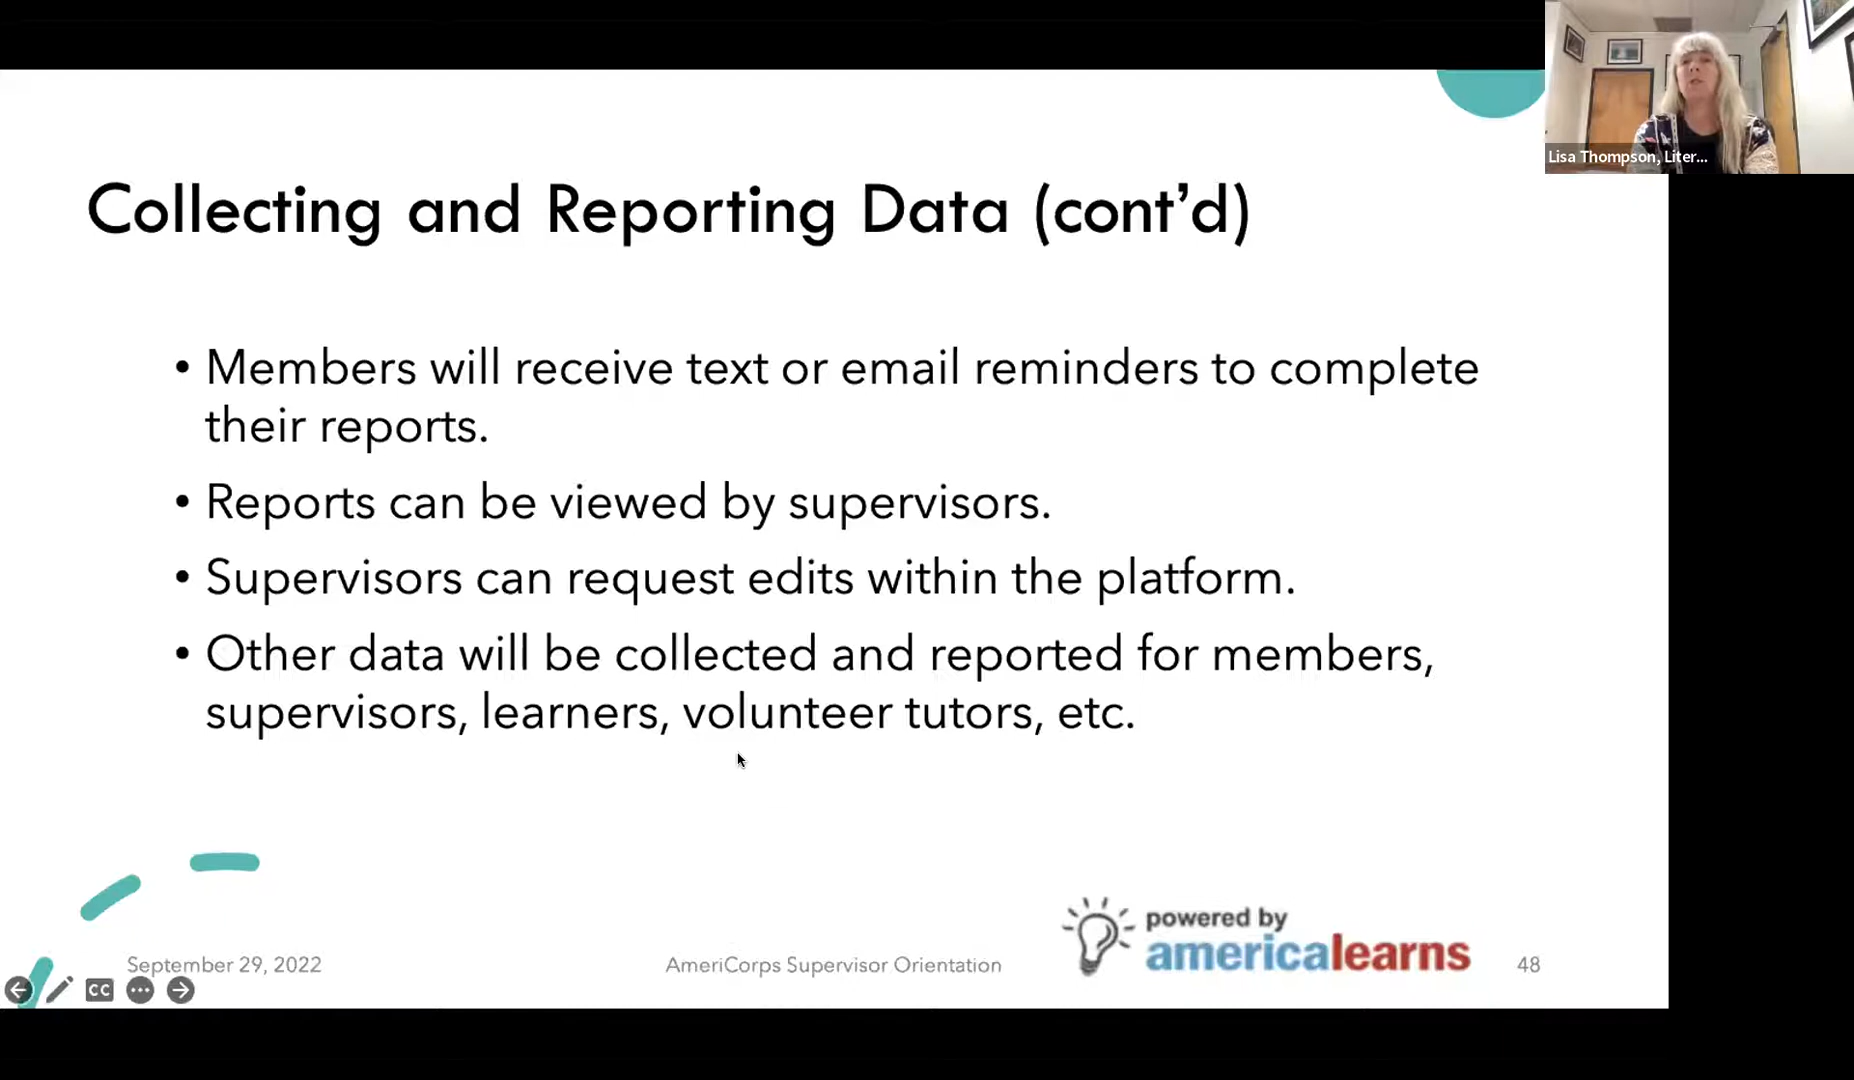 Lisa Thompson, Liter...
Collecting and Reporting Data (cont’d)
• Members will receive text or email reminders to complete
their reports.
• Reports can be viewed by supervisors.
• Supervisors can request edits within the platform.
• Other data will be collected and reported for members,
supervisors, learners, volunteer tutors, etc.
powered by
americalearns
September 29, 2022
AmeriCorps Supervisor Orientation
48
CC